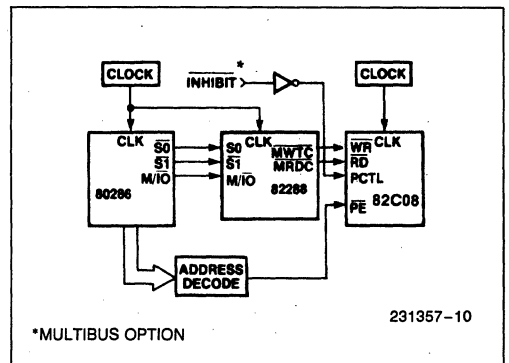 CLOCK
INHIBIT
*
CLOCK
CLK
S0
S1
M/IO
80286
S0
CLK
S1
MWTC
MRDC
M/IO
82288
WR
CLK
RD
PCTL
82C08
PE
ADDRESS
DECODE
231357-10
*MULTIBUS OPTION